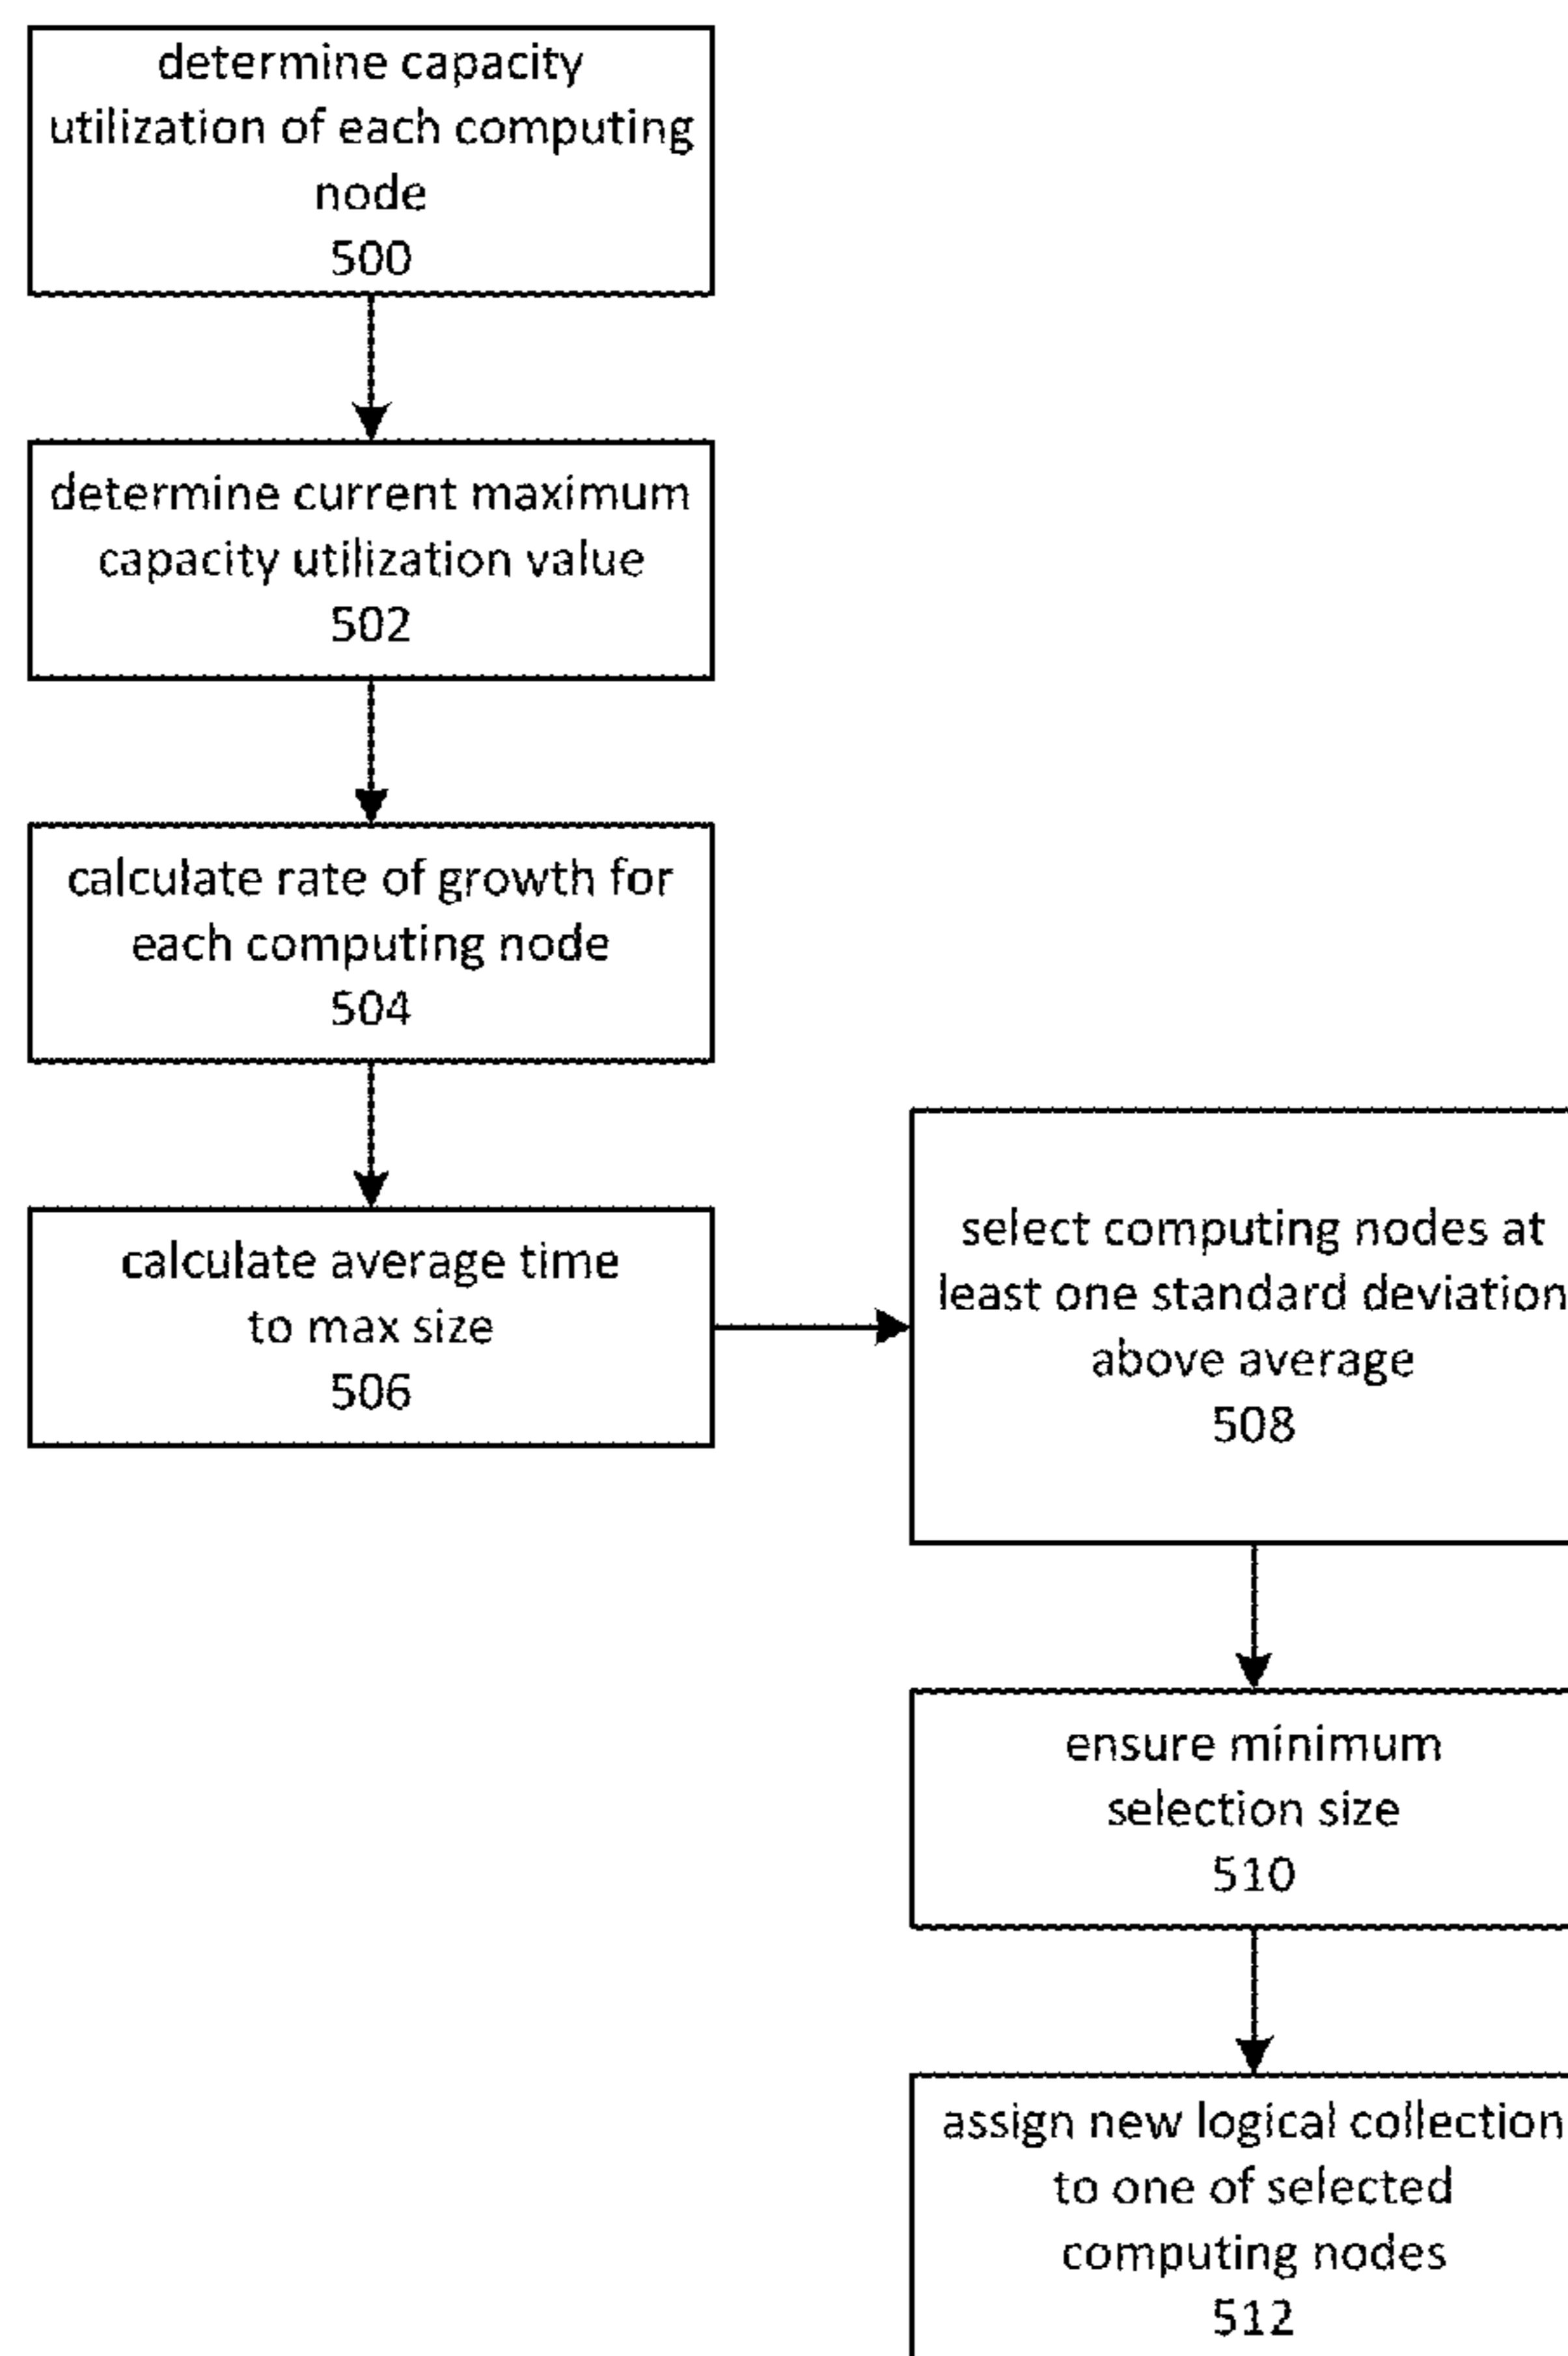 determine capacity
utilization of each computing
node
500
determine current maximum
capacity utilization value
502
calculate rate of growth for
each computing node
504
calculate average time
to max size
506
select computing nodes at
least one standard deviation
above average
508
ensure minimum
selection size
510
assign new logical collection
to one of selected
computing nodes
512